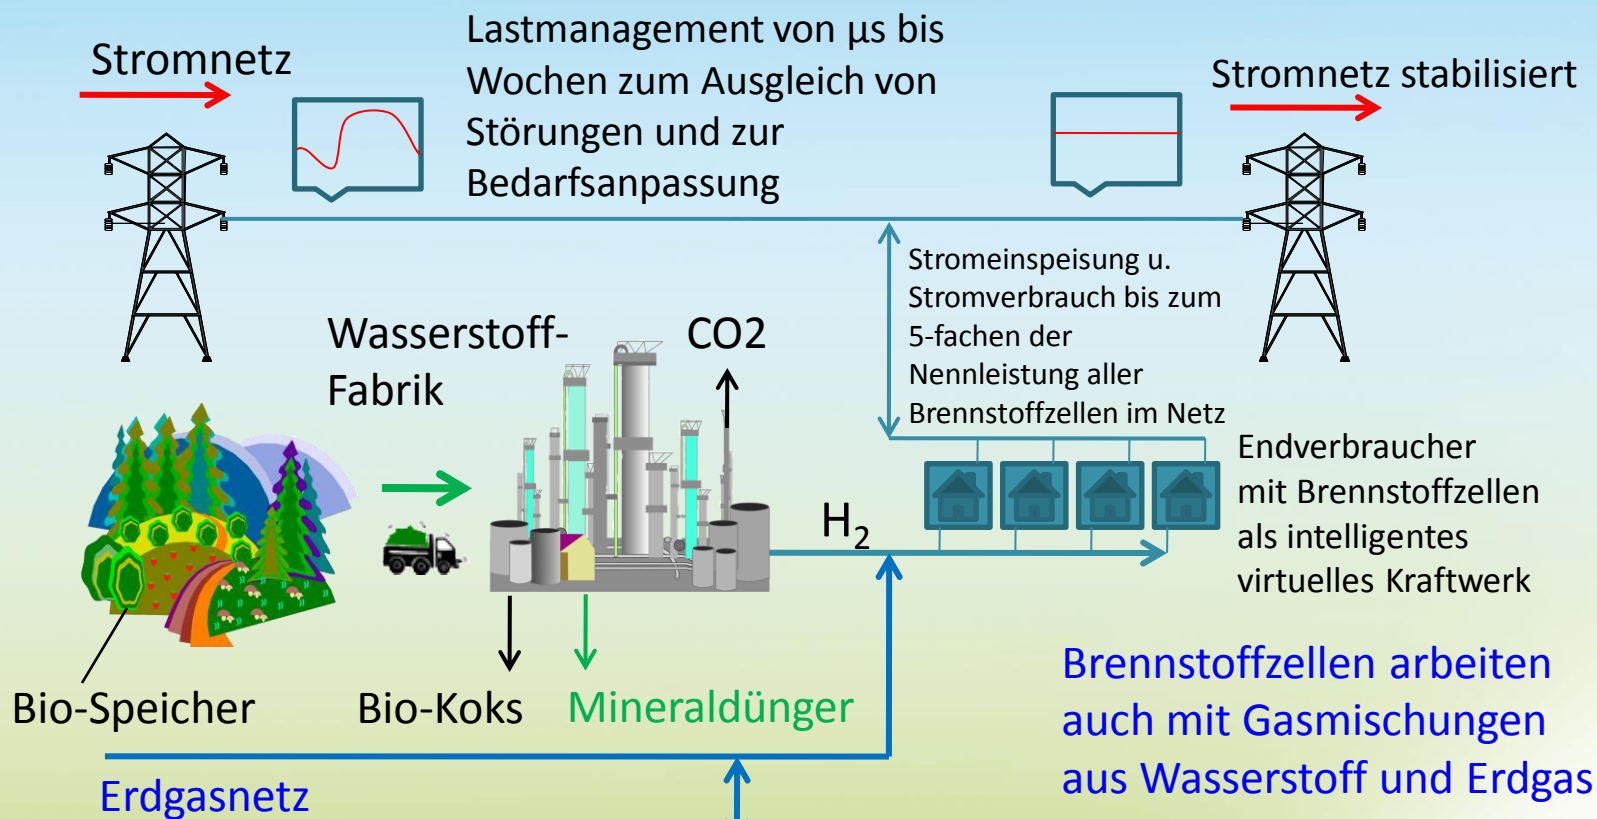 Stromnetz
Lastmanagement von µs bis
Wochen zum Ausgleich von
Störungen und zur
Bedarfsanpassung
Stromnetz stabilisiert
Stromeinspeisung u.
Stromverbrauch bis zum
5-fachen der
Nennleistung aller
Brennstoffzellen im Netz
Wasserstoff-
Fabrik
CO2
H₂
Endverbraucher
mit Brennstoffzellen
als intelligentes
virtuelles Kraftwerk
Bio-Speicher
Bio-Koks
Mineraldünger
Brennstoffzellen arbeiten
auch mit Gasmischungen
aus Wasserstoff und Erdgas
Erdgasnetz